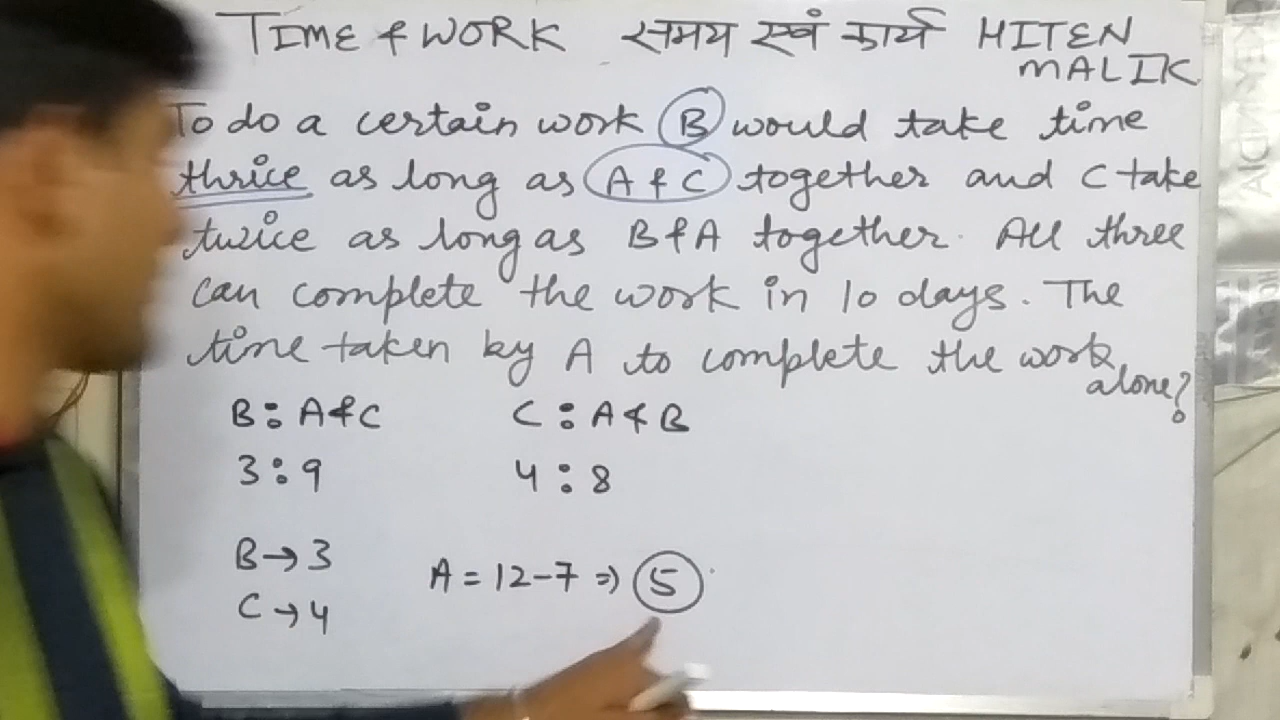 TIME & WORK समय एवं कार्य HITEN
MALIK
To do a certain work B would take time
thrice as long as A & C together and C take
twice as long as B & A together. All three
can complete the work in 10 days. The
time taken by A to complete the work
alone?
B : A & C C : A & B
3 : 9 4 : 8
B → 3
A = 12 - 7 ⇒ 5
C → 4